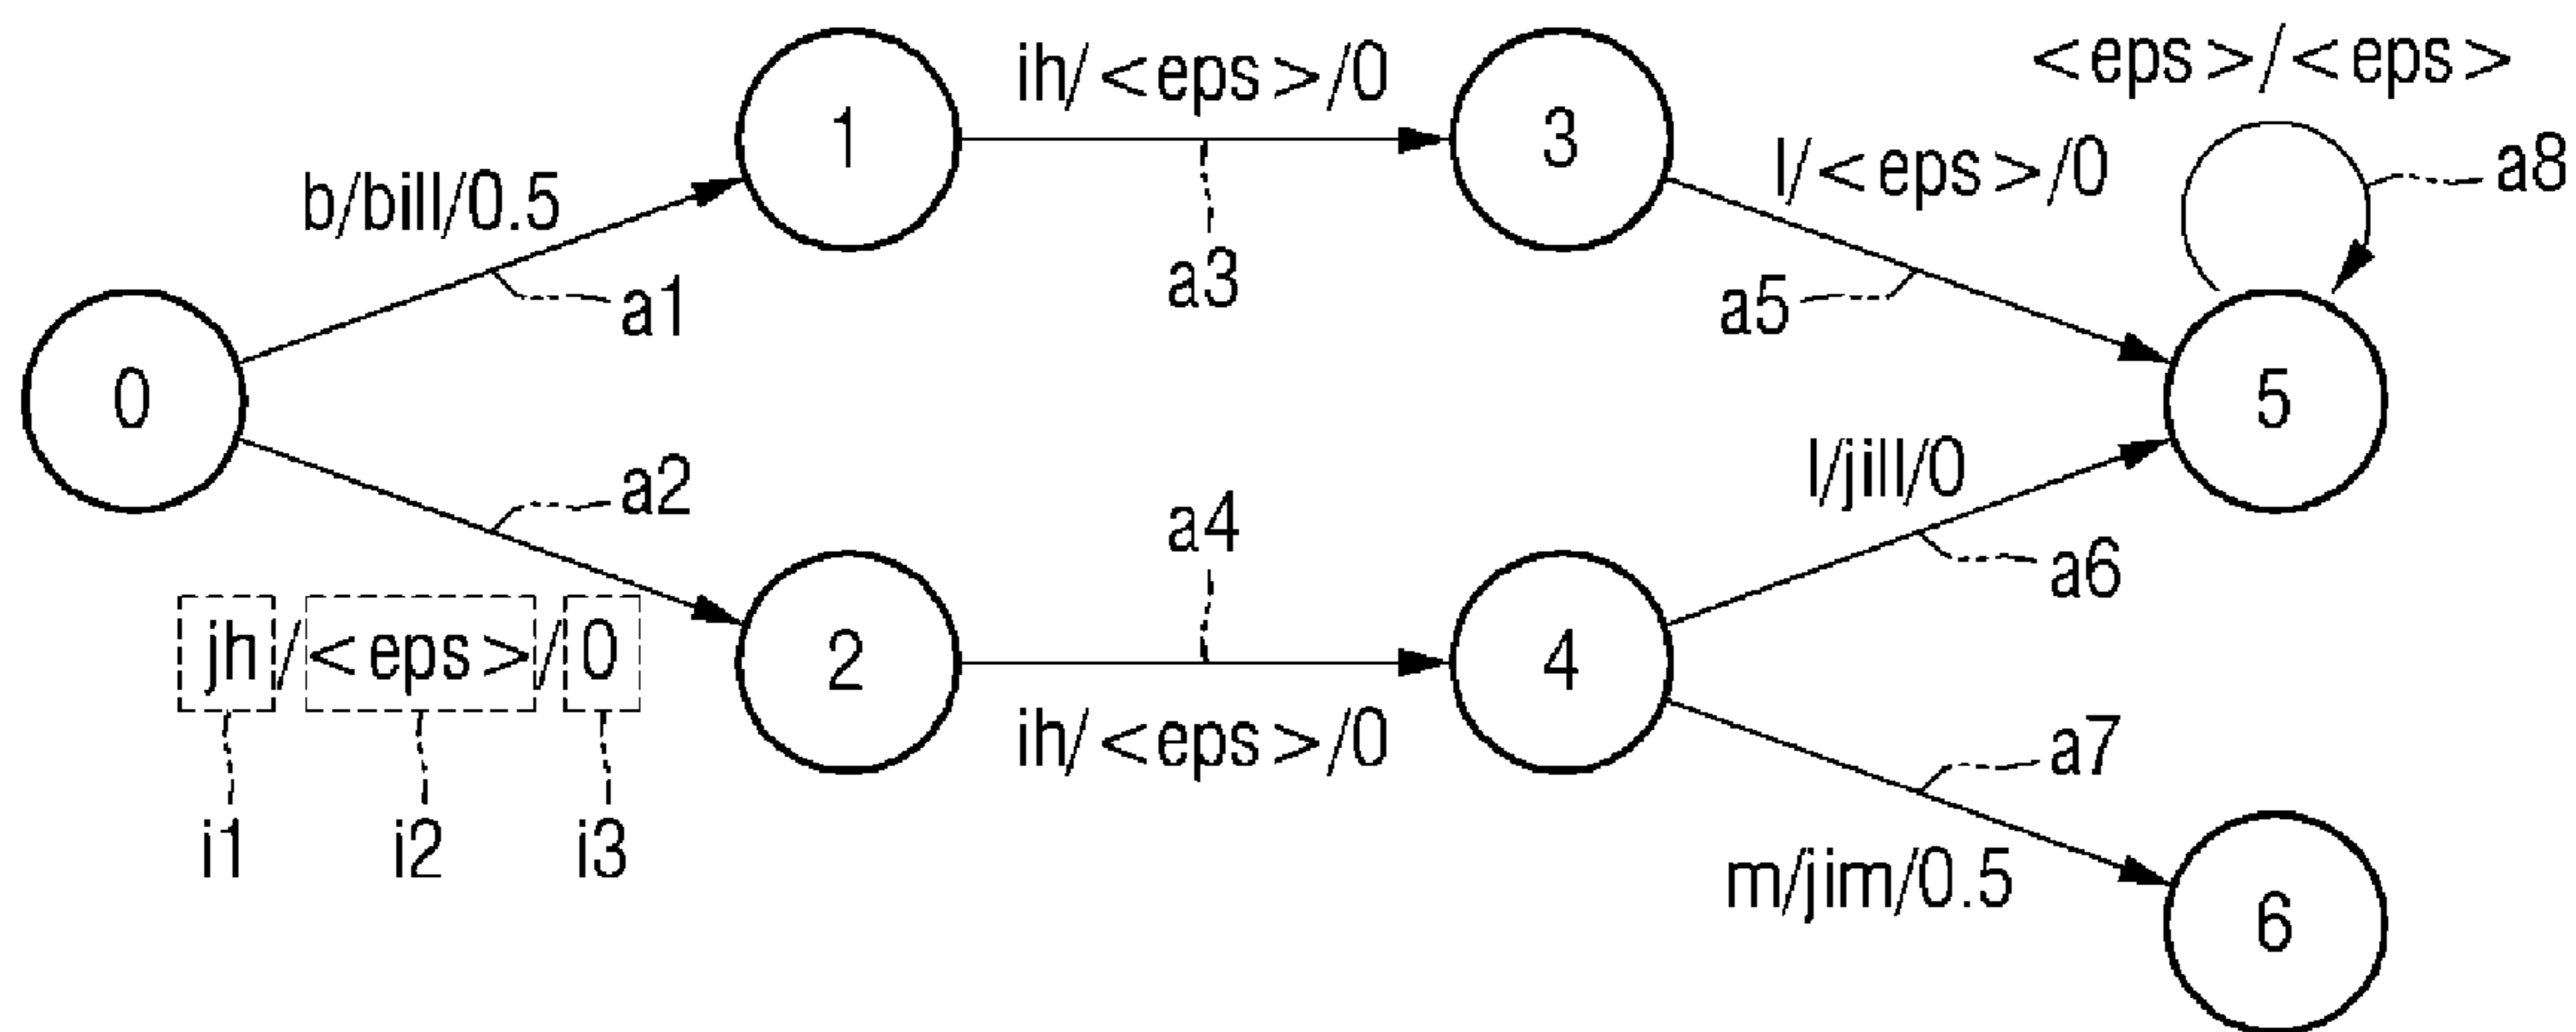 ih/<eps>/0
<eps>/<eps>
1
3
l/<eps>/0
a8
b/bill/0.5
a3
a1
a5
0
5
a2
l/jill/0
a4
a6
jh/<eps>/0
2
4
ih/<eps>/0
a7
i1
i2
i3
m/jim/0.5
6